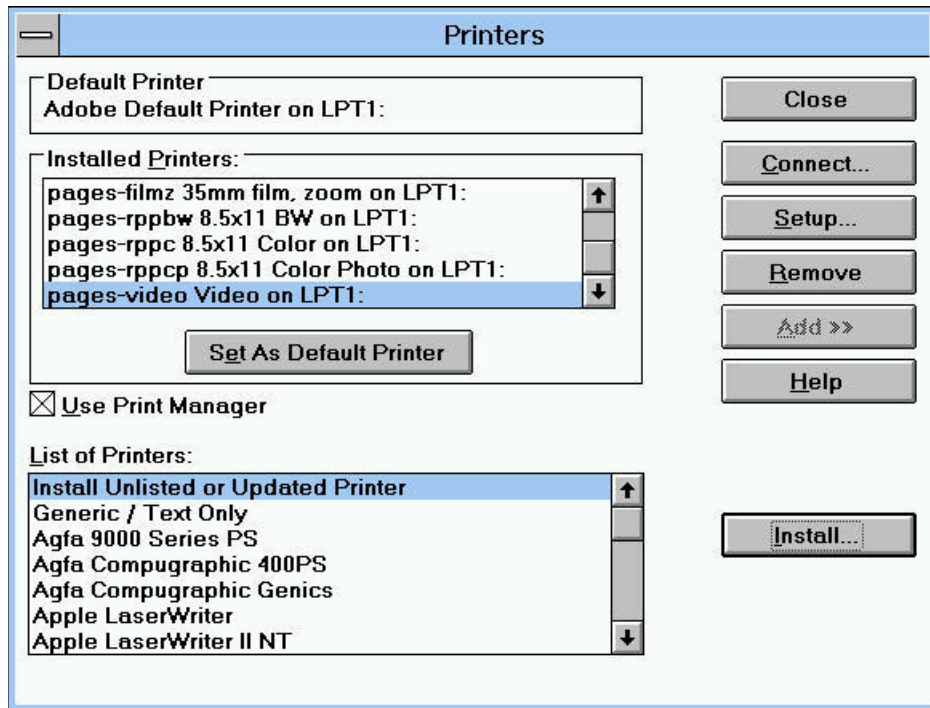 Printers
Default Printer
Adobe Default Printer on LPT1:
Close
Installed Printers:
pages-filmz 35mm film, zoom on LPT1:
pages-rppbw 8.5x11 BW on LPT1:
pages-rppc 8.5x11 Color on LPT1:
pages-rppcp 8.5x11 Color Photo on LPT1:
pages-video Video on LPT1:
Connect...
Setup...
Remove
Set As Default Printer
Add >>
Help
Use Print Manager
List of Printers:
Install Unlisted or Updated Printer
Generic / Text Only
Agfa 9000 Series PS
Agfa Compugraphic 400PS
Agfa Compugraphic Genics
Apple LaserWriter
Apple LaserWriter II NT
Install...